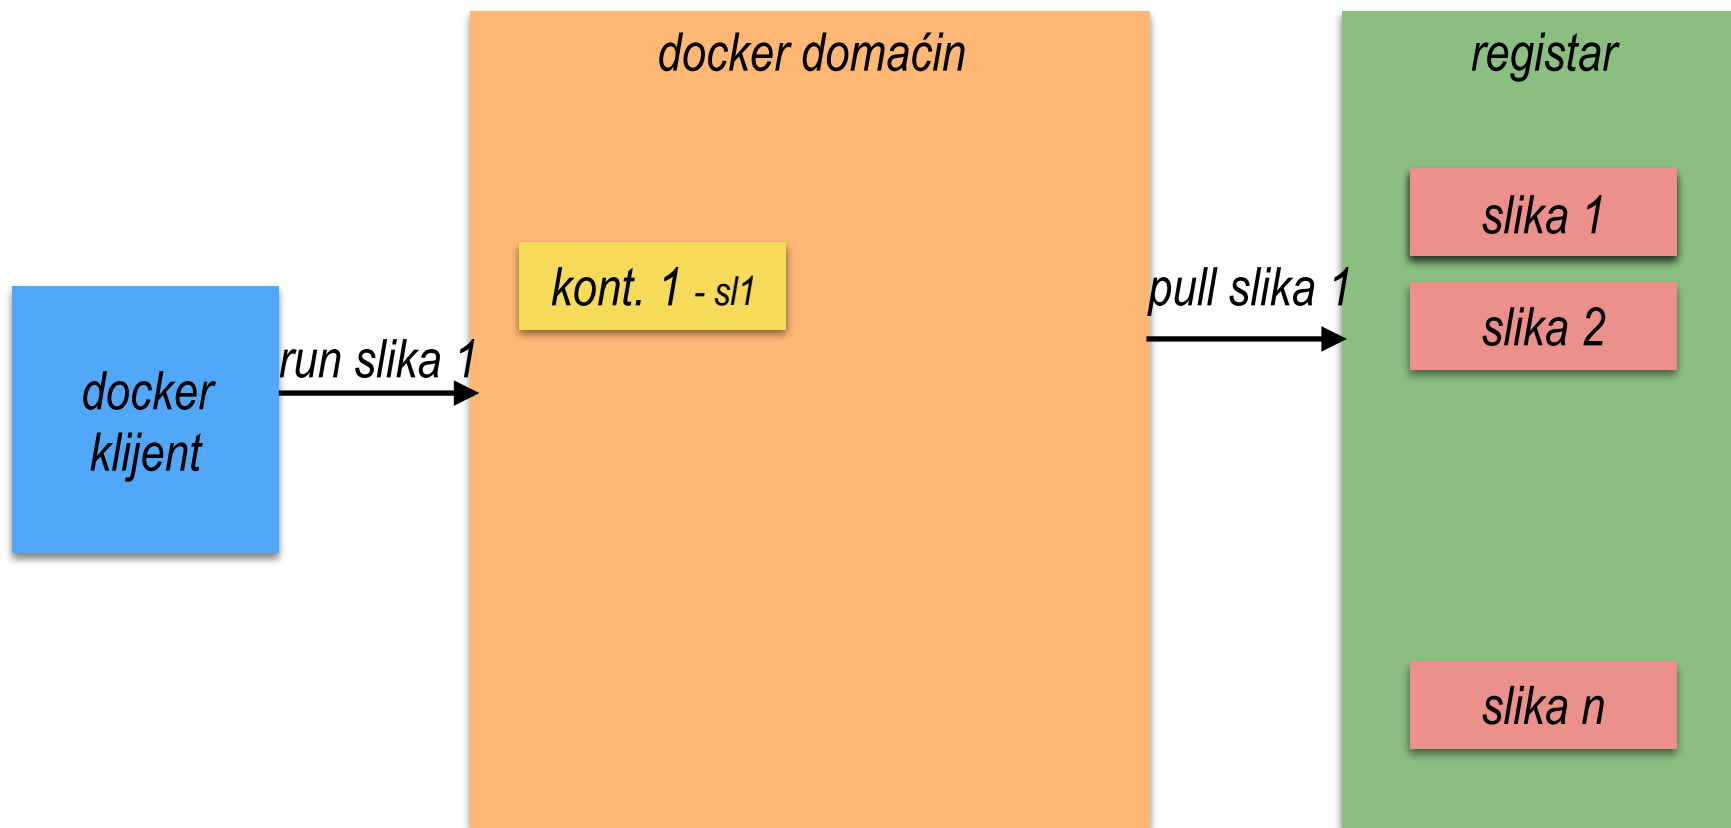 docker domaćin
registar
slika 1
kont. 1 - sl1
pull slika 1
slika 2
run slika 1
docker
klijent
slika n